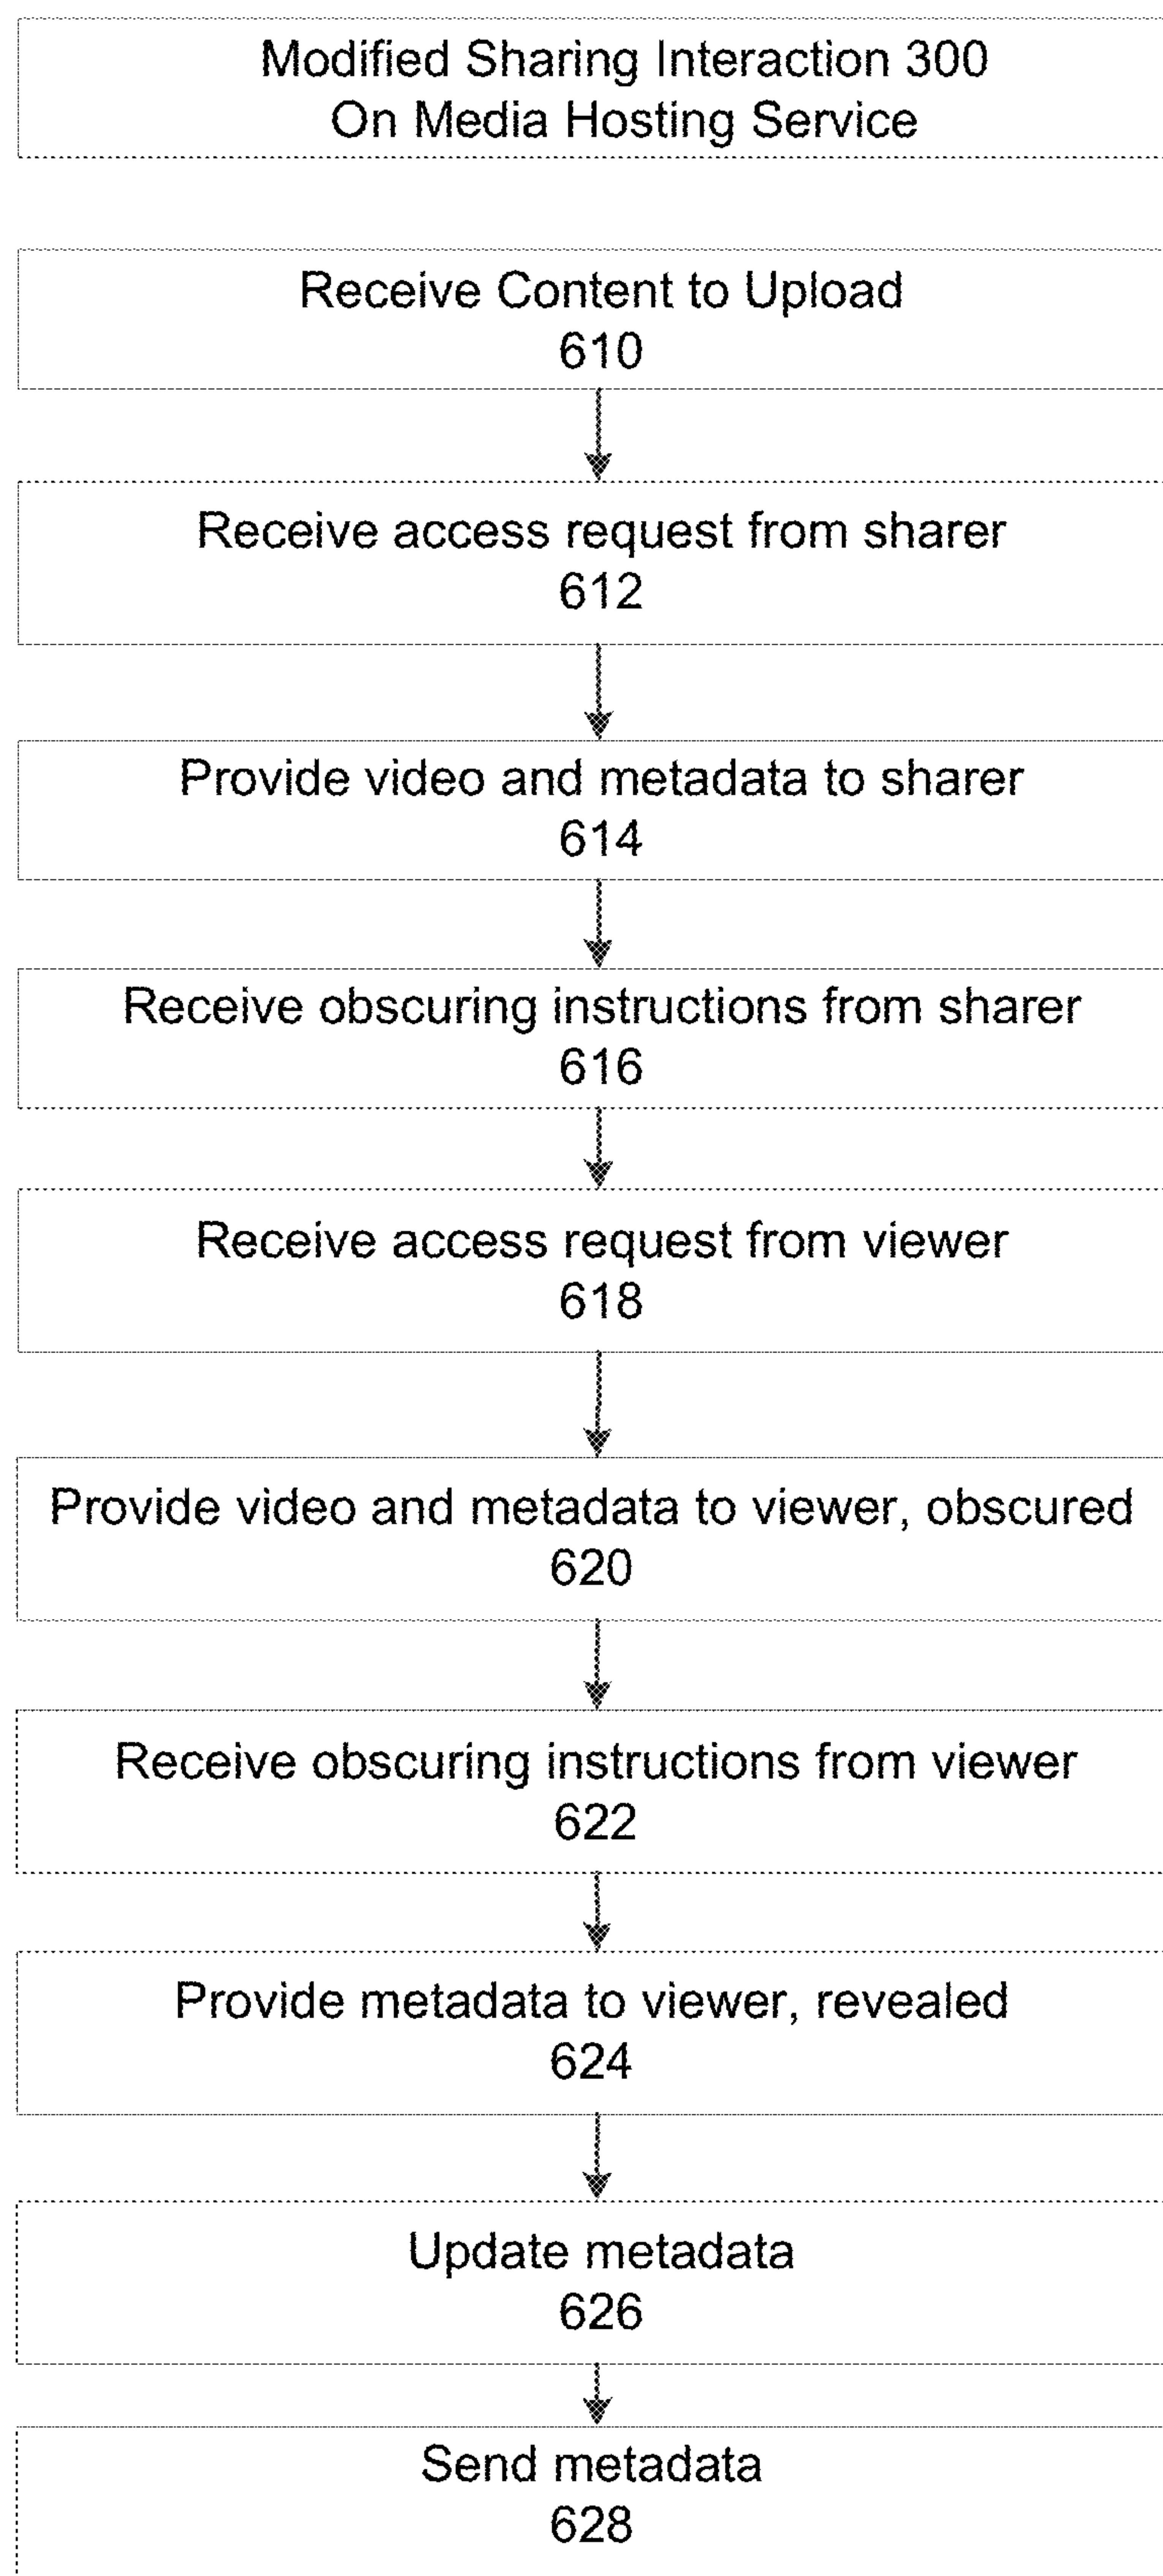 Modified Sharing Interaction 300
On Media Hosting Service
Receive Content to Upload
610
Receive access request from sharer
612
Provide video and metadata to sharer
614
Receive obscuring instructions from sharer
616
Receive access request from viewer
618
Provide video and metadata to viewer, obscured
620
Receive obscuring instructions from viewer
622
Provide metadata to viewer, revealed
624
Update metadata
626
Send metadata
628